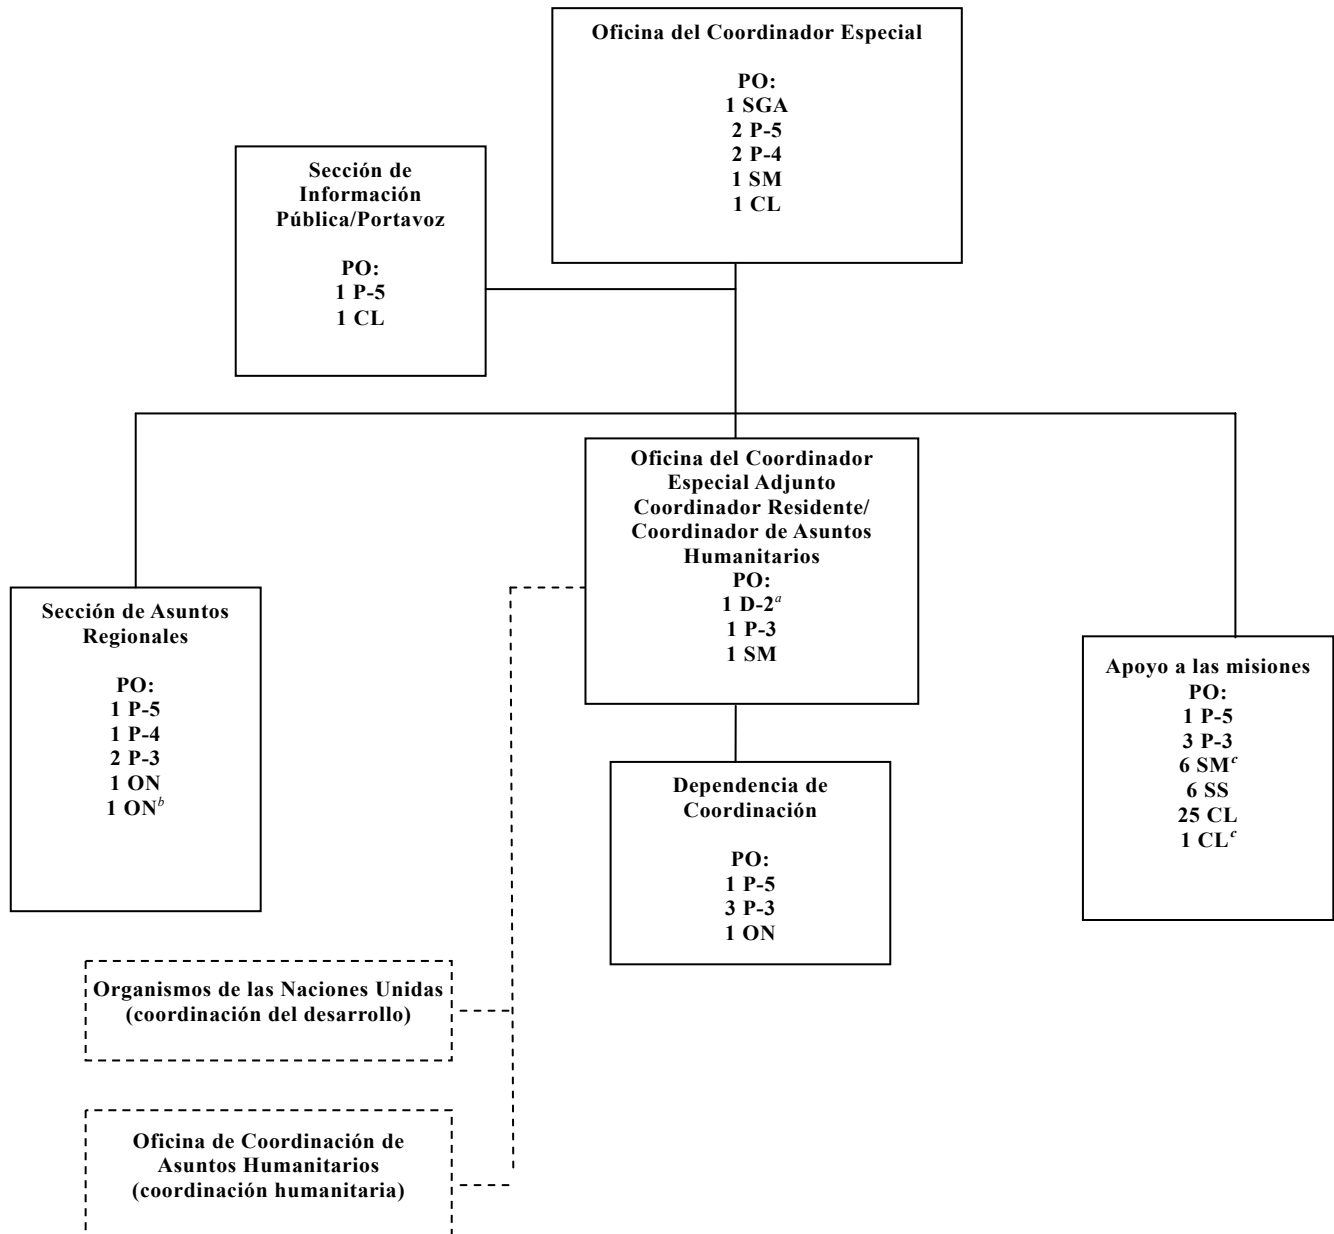 Oficina del Coordinador Especial
PO:
1 SGA
2 P-5
2 P-4
1 SM
1 CL
Sección de
Información
Pública/Portavoz
PO:
1 P-5
1 CL
Oficina del Coordinador
Especial Adjunto
Coordinador Residente/
Coordinador de Asuntos
Humanitarios
PO:
1 D-2a
1 P-3
1 SM
Sección de Asuntos
Regionales
PO:
1 P-5
1 P-4
2 P-3
1 ON
1 ONb
Apoyo a las misiones
PO:
1 P-5
3 P-3
6 SMc
6 SS
25 CL
1 CLc
Dependencia de
Coordinación
PO:
1 P-5
3 P-3
1 ON
Organismos de las Naciones Unidas
(coordinación del desarrollo)
Oficina de Coordinación de
Asuntos Humanitarios
(coordinación humanitaria)